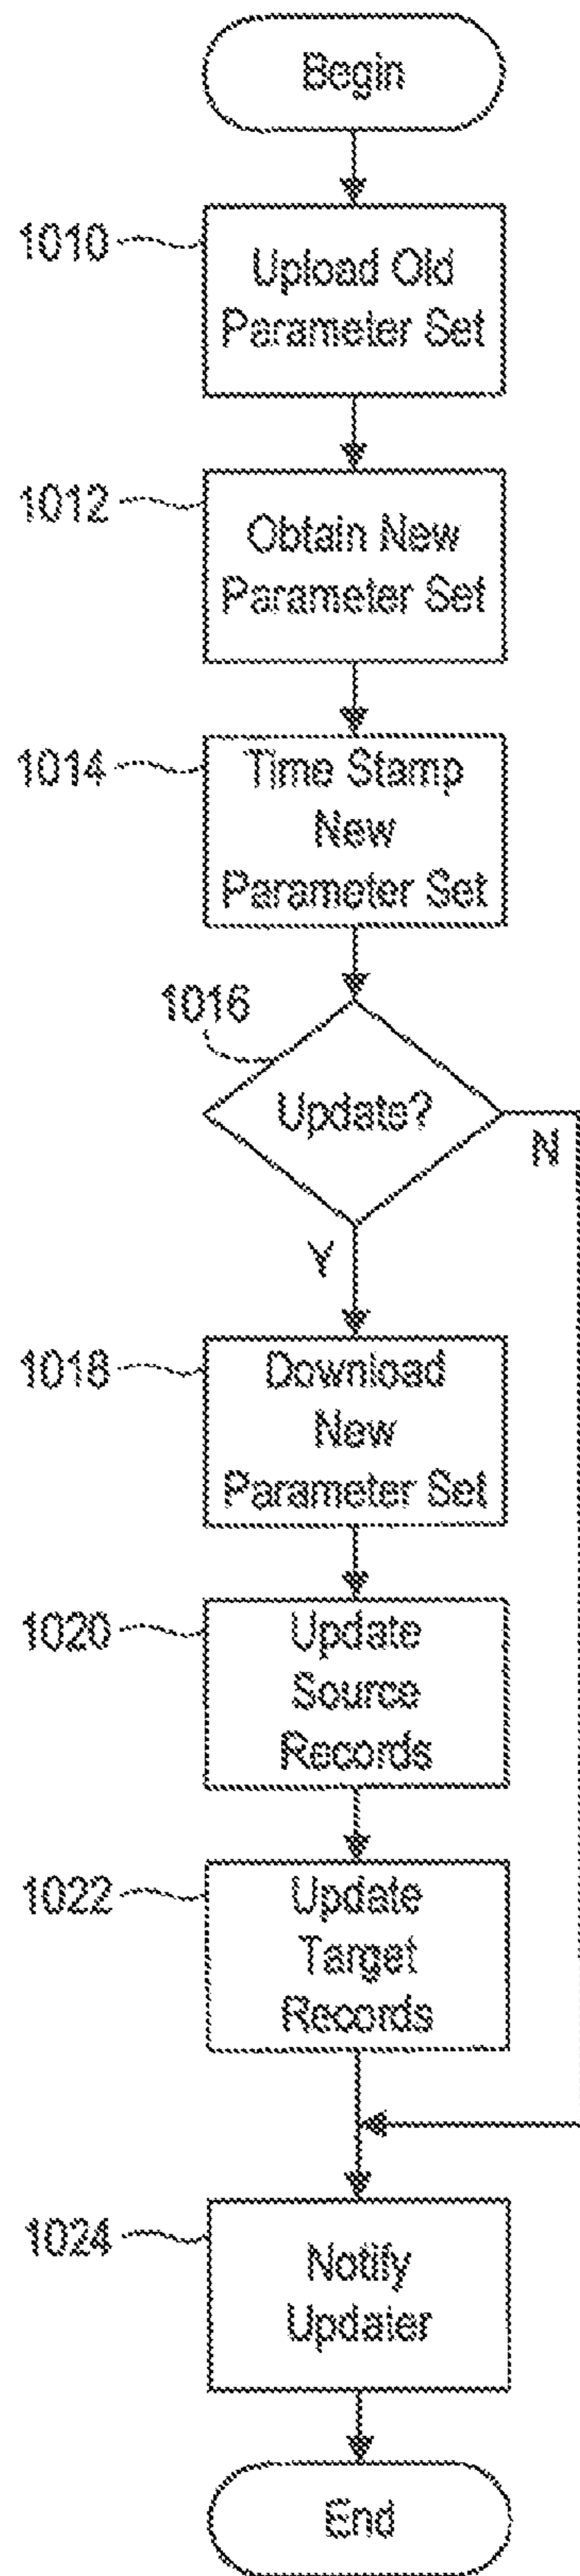 Begin
1010
Upload Old
Parameter Set
1012
Obtain New
Parameter Set
1014
Time Stamp
New
Parameter Set
1016
Update?
N
Y
1018
Download
New
Parameter Set
1020
Update
Source
Records
1022
Update
Target
Records
1024
Notify
Updater
End